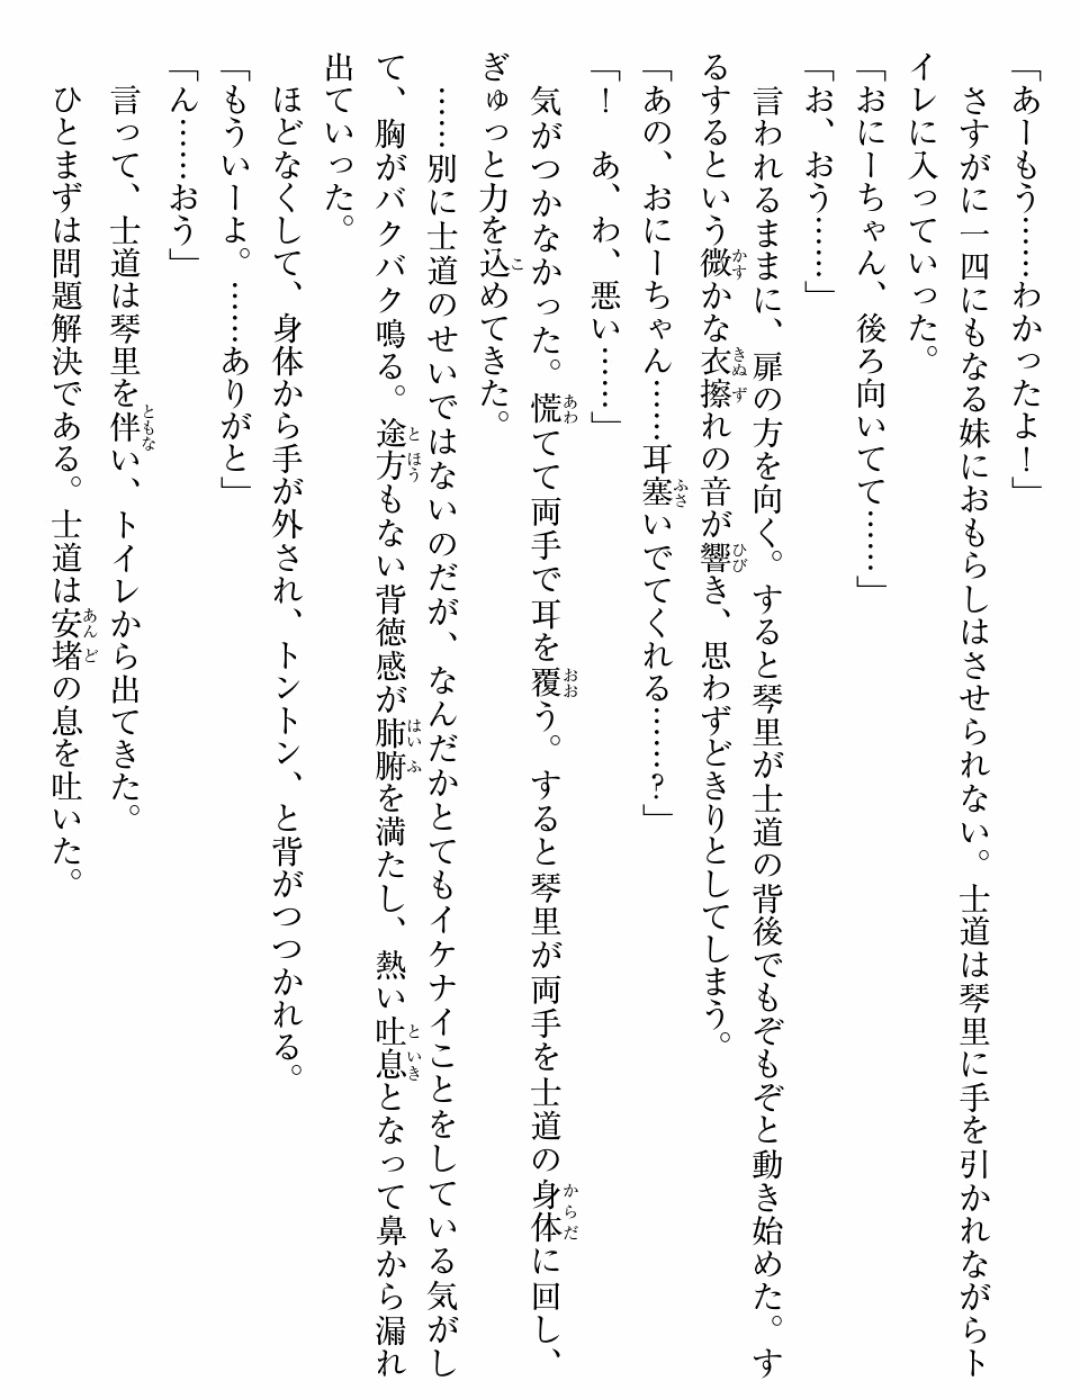 「あーもう……わかったよ！」
さすがに一四にもなる妹におもらしはさせられない。士道は琴里に手を引かれながらト
イレに入っていった。
「おにーちゃん、後ろ向いてて……」
「お、おう……」
言われるままに、扉の方を向く。すると琴里が士道の背後でもぞもぞと動き始めた。す
るするという微かな衣擦れの音が響き、思わずどきりとしてしまう。
「あの、おにーちゃん……耳塞いでてくれる……？」
「！　あ、わ、悪い……」
気がつかなかった。慌てて両手で耳を覆う。すると琴里が両手を士道の身体に回し、
ぎゅっと力を込めてきた。
……別に士道のせいではないのだが、なんだかとてもイケナイことをしている気がし
て、胸がバクバク鳴る。途方もない背徳感が肺腑を満たし、熱い吐息となって鼻から漏れ
出ていった。
ほどなくして、身体から手が外され、トントン、と背がつつかれる。
「もういーよ。……ありがと」
「ん……おう」
言って、士道は琴里を伴い、トイレから出てきた。
ひとまずは問題解決である。士道は安堵の息を吐いた。